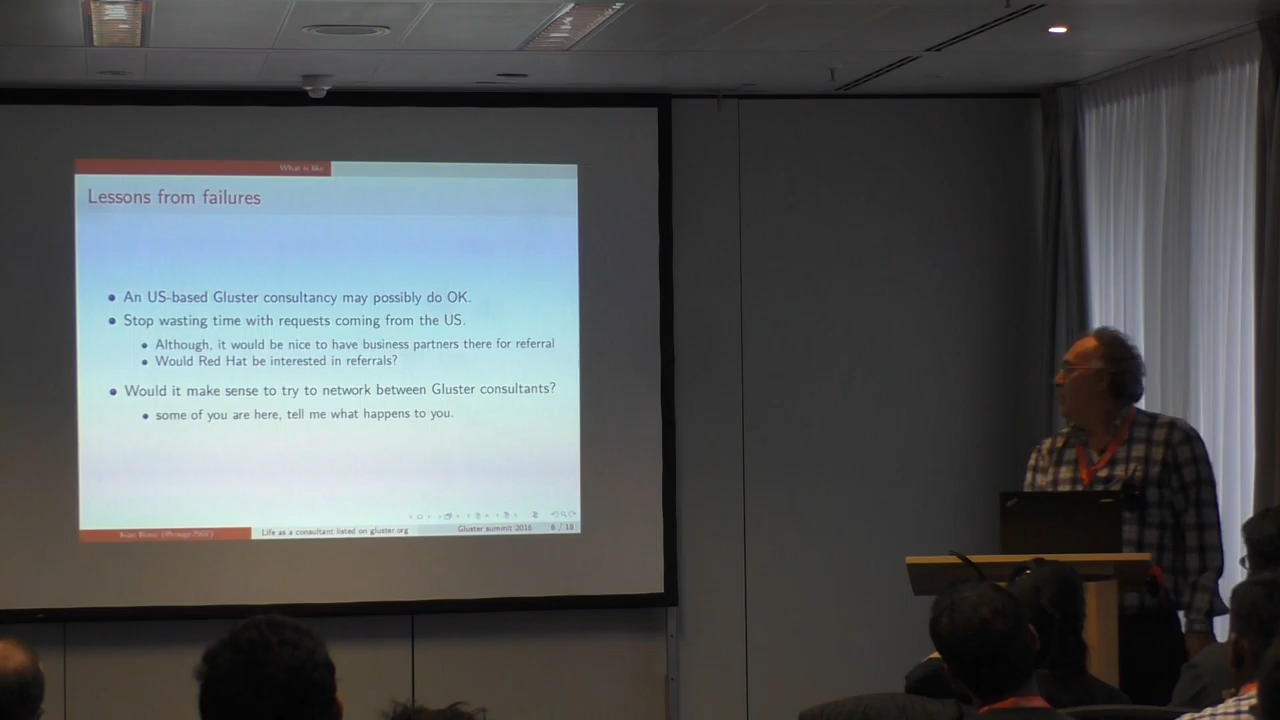 What is like
Lessons from failures
An US-based Gluster consultancy may possibly do OK.
Stop wasting time with requests coming from the US.
Although, it would be nice to have business partners there for referral
Would Red Hat be interested in referrals?
Would it make sense to try to network between Gluster consultants?
some of you are here, tell me what happens to you.
Life as a consultant listed on gluster.org
Gluster summit 2016
6 / 18